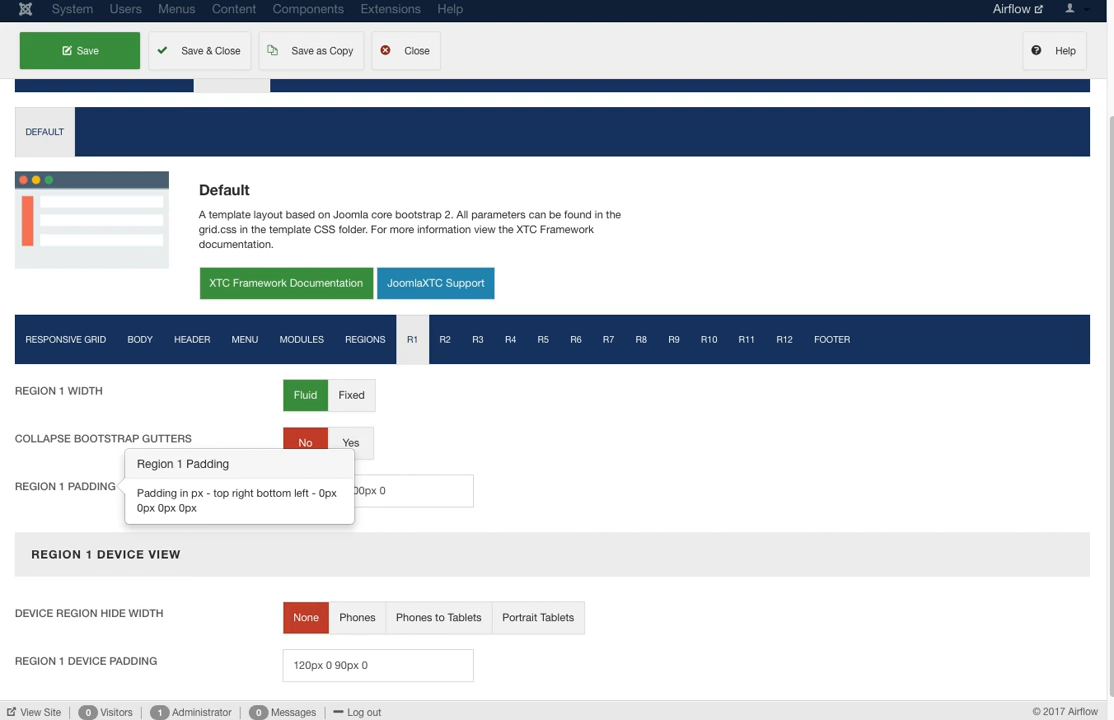 System Users Menus Content Components Extensions Help Airflow
Save Save & Close Save as Copy Close Help
DEFAULT
Default
A template layout based on Joomla core bootstrap 2. All parameters can be found in the
grid.css in the template CSS folder. For more information view the XTC Framework
documentation.
XTC Framework Documentation JoomlaXTC Support
RESPONSIVE GRID BODY HEADER MENU MODULES REGIONS R1 R2 R3 R4 R5 R6 R7 R8 R9 R10 R11 R12 FOOTER
REGION 1 WIDTH Fluid Fixed
COLLAPSE BOOTSTRAP GUTTERS No Yes
Region 1 Padding
REGION 1 PADDING 00px 0
Padding in px - top right bottom left - 0px
0px 0px 0px
REGION 1 DEVICE VIEW
DEVICE REGION HIDE WIDTH None Phones Phones to Tablets Portrait Tablets
REGION 1 DEVICE PADDING 120px 0 90px 0
View Site 0 Visitors 1 Administrator 0 Messages Log out © 2017 Airflow